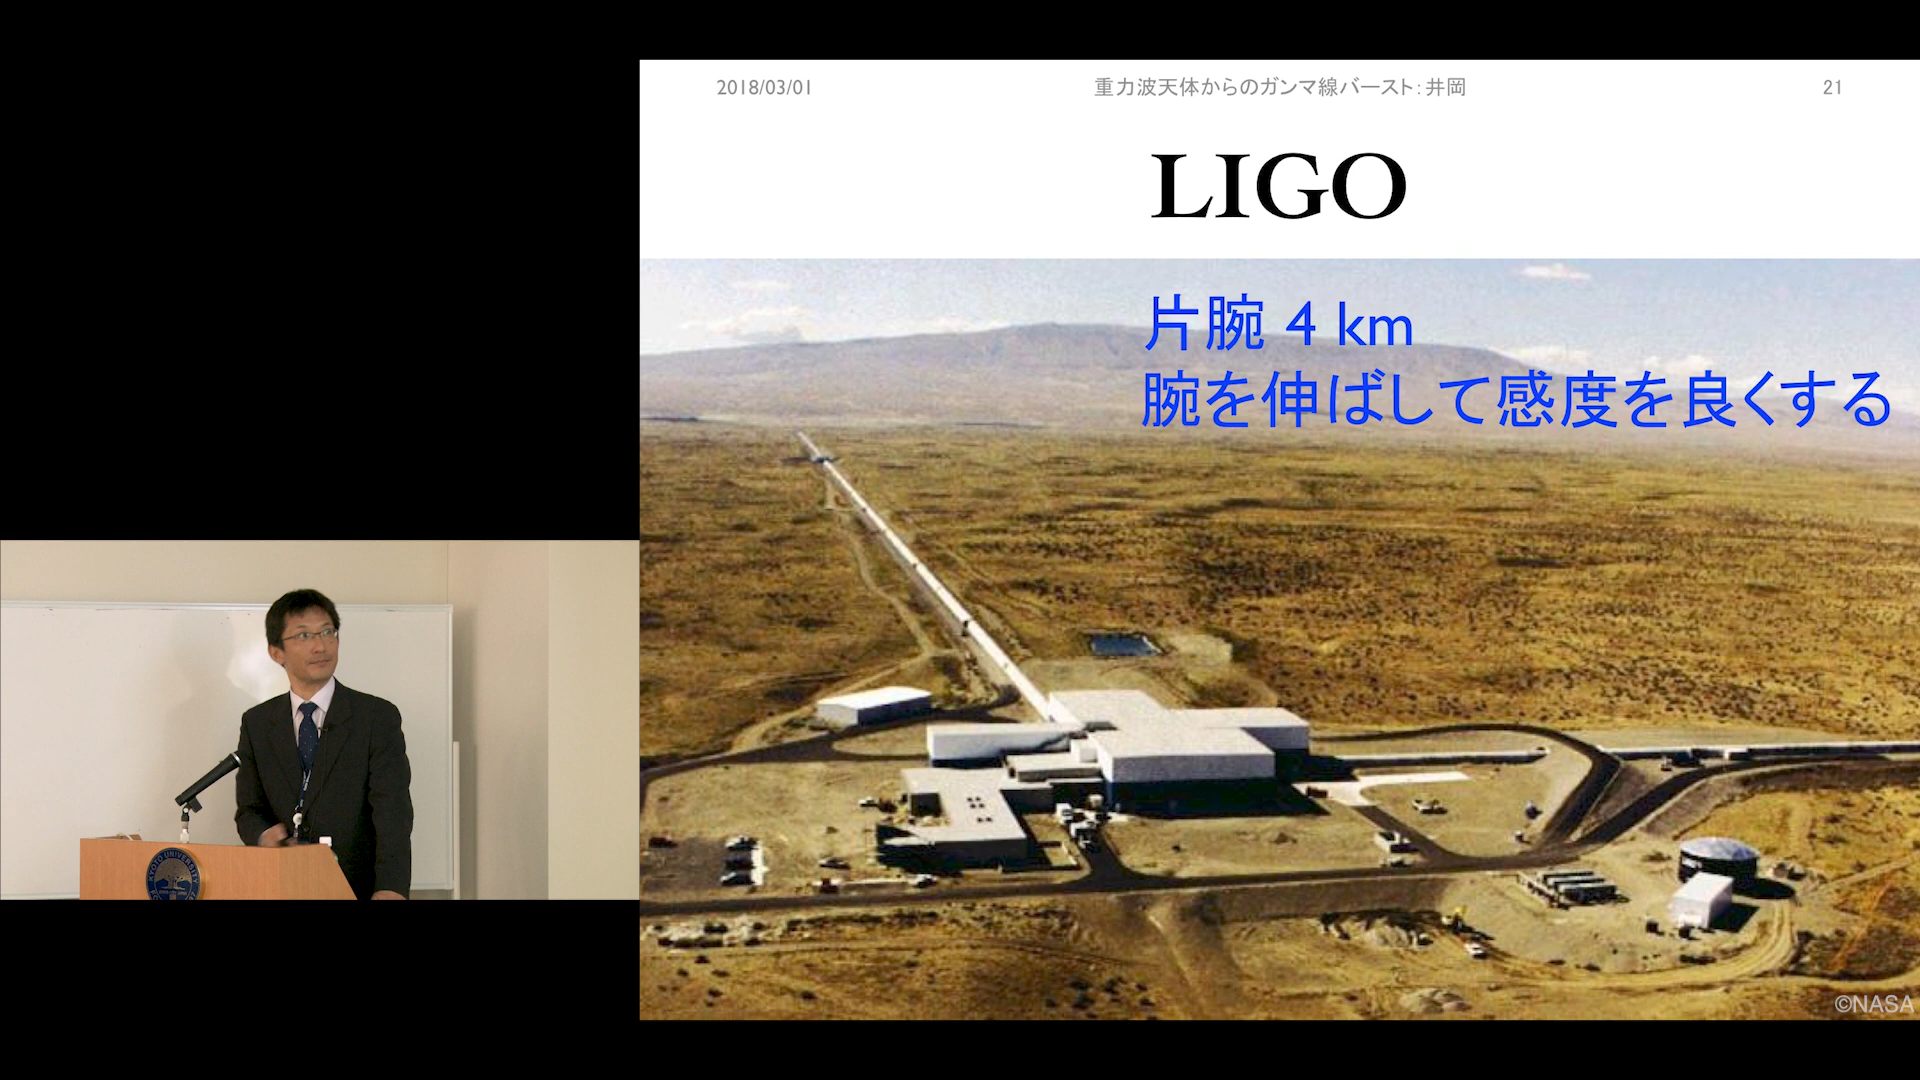 2018/03/01
重力波天体からのガンマ線バースト: 井岡
21
LIGO
片腕 4 km
腕を伸ばして感度を良くする
©NASA
KYOTO UNIVERSITY